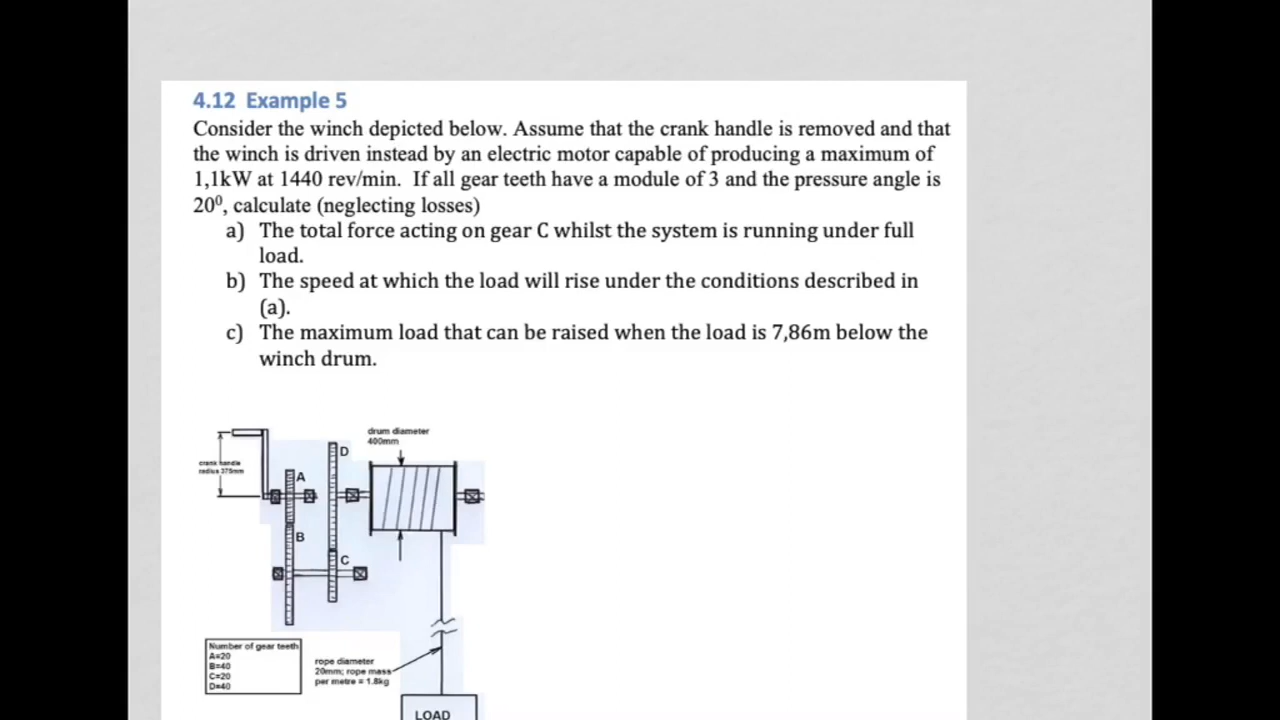 4.12 Example 5
Consider the winch depicted below. Assume that the crank handle is removed and that
the winch is driven instead by an electric motor capable of producing a maximum of
1,1kW at 1440 rev/min. If all gear teeth have a module of 3 and the pressure angle is
20⁰, calculate (neglecting losses)
a) The total force acting on gear C whilst the system is running under full
load.
b) The speed at which the load will rise under the conditions described in
(a).
c) The maximum load that can be raised when the load is 7,86m below the
winch drum.
drum diameter
400mm
crank handle
radius 375mm
D
A
B
C
Number of gear teeth
A=20
B=40
C=20
D=40
rope diameter
20mm; rope mass
per metre = 1.8kg
LOAD